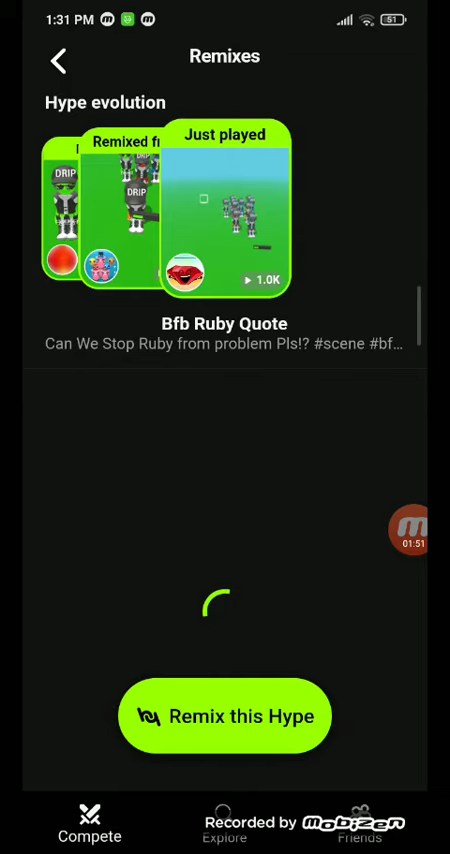 1:31 PM
51
Remixes
Hype evolution
Remixed fr
Just played
DRIP
DRIP
1.0K
Bfb Ruby Quote
Can We Stop Ruby from problem Pls!? #scene #bf...
01:51
Remix this Hype
Compete
Explore
Friends
Recorded by mobizen